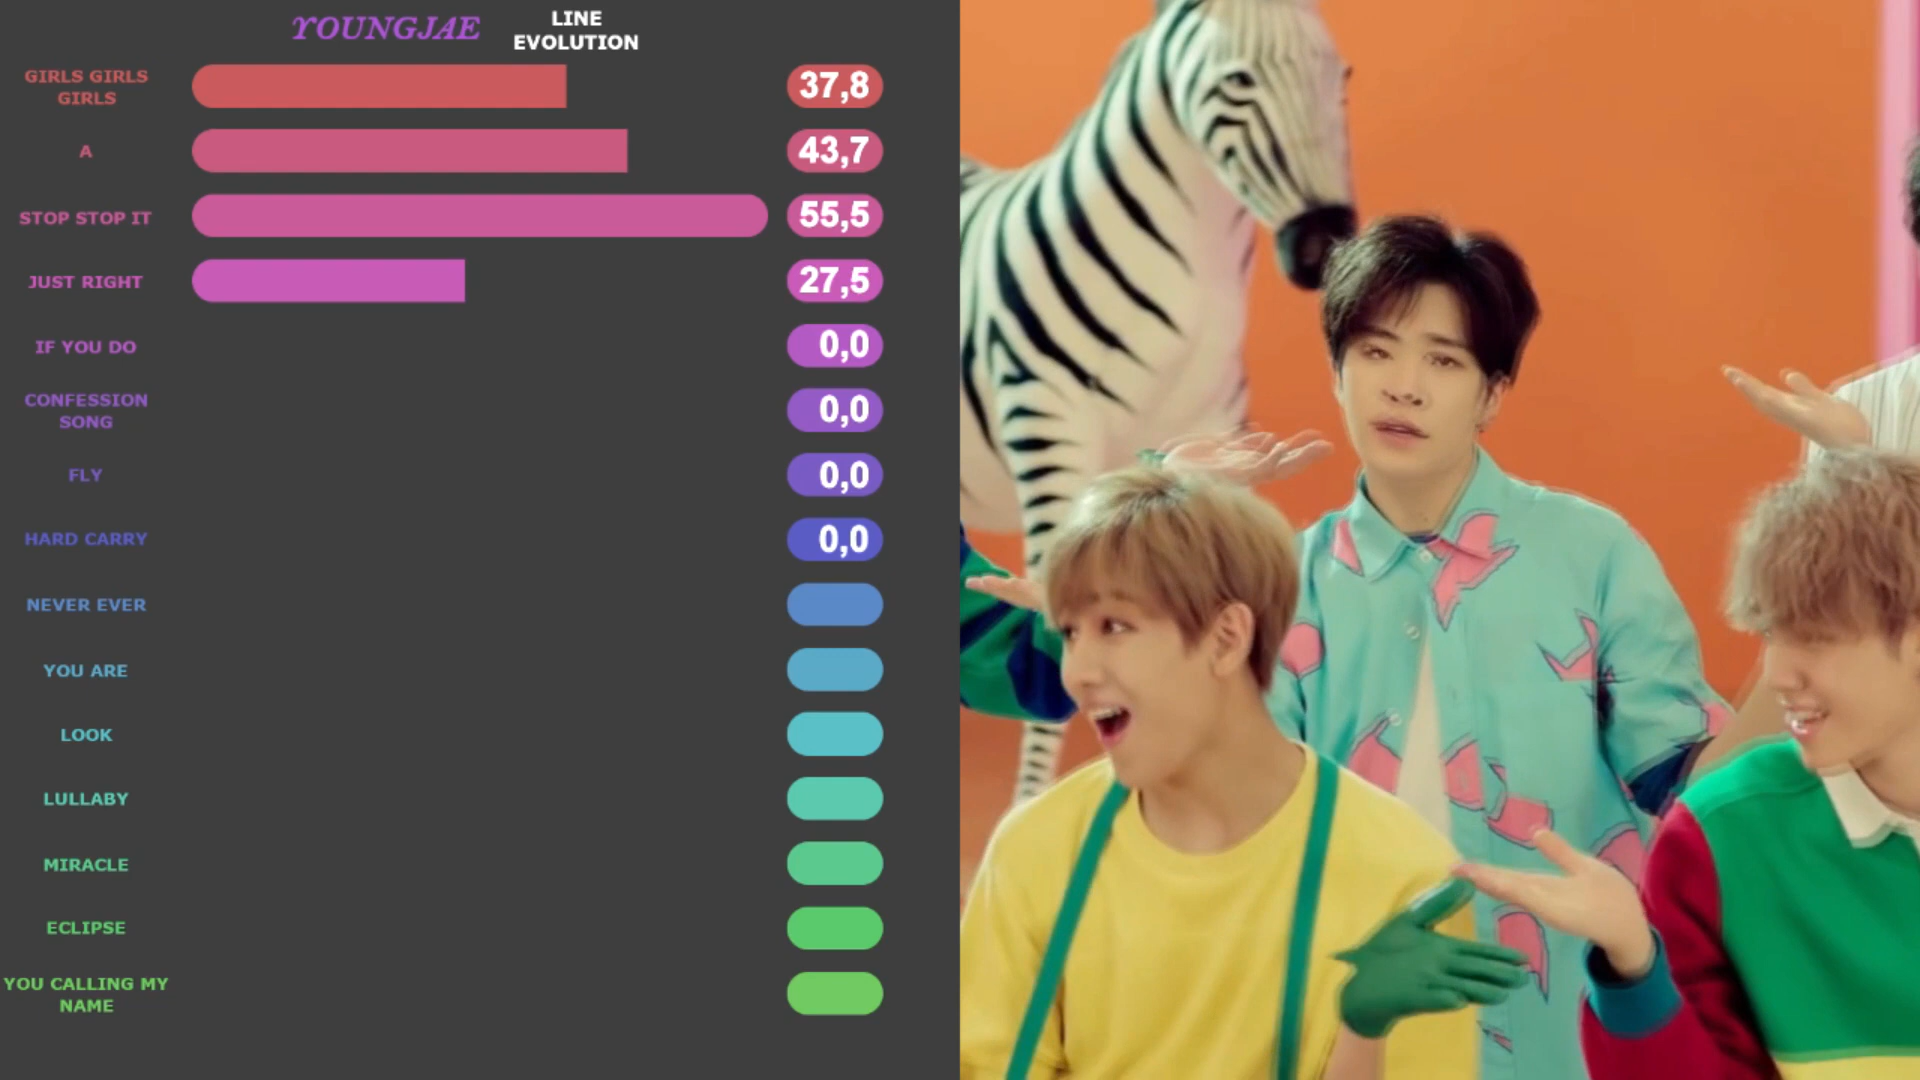 YOUNGJAE
LINE
EVOLUTION
GIRLS GIRLS
GIRLS
37,8
A
43,7
STOP STOP IT
55,5
JUST RIGHT
27,5
IF YOU DO
0,0
CONFESSION
SONG
0,0
FLY
0,0
HARD CARRY
0,0
NEVER EVER
YOU ARE
LOOK
LULLABY
MIRACLE
ECLIPSE
YOU CALLING MY
NAME